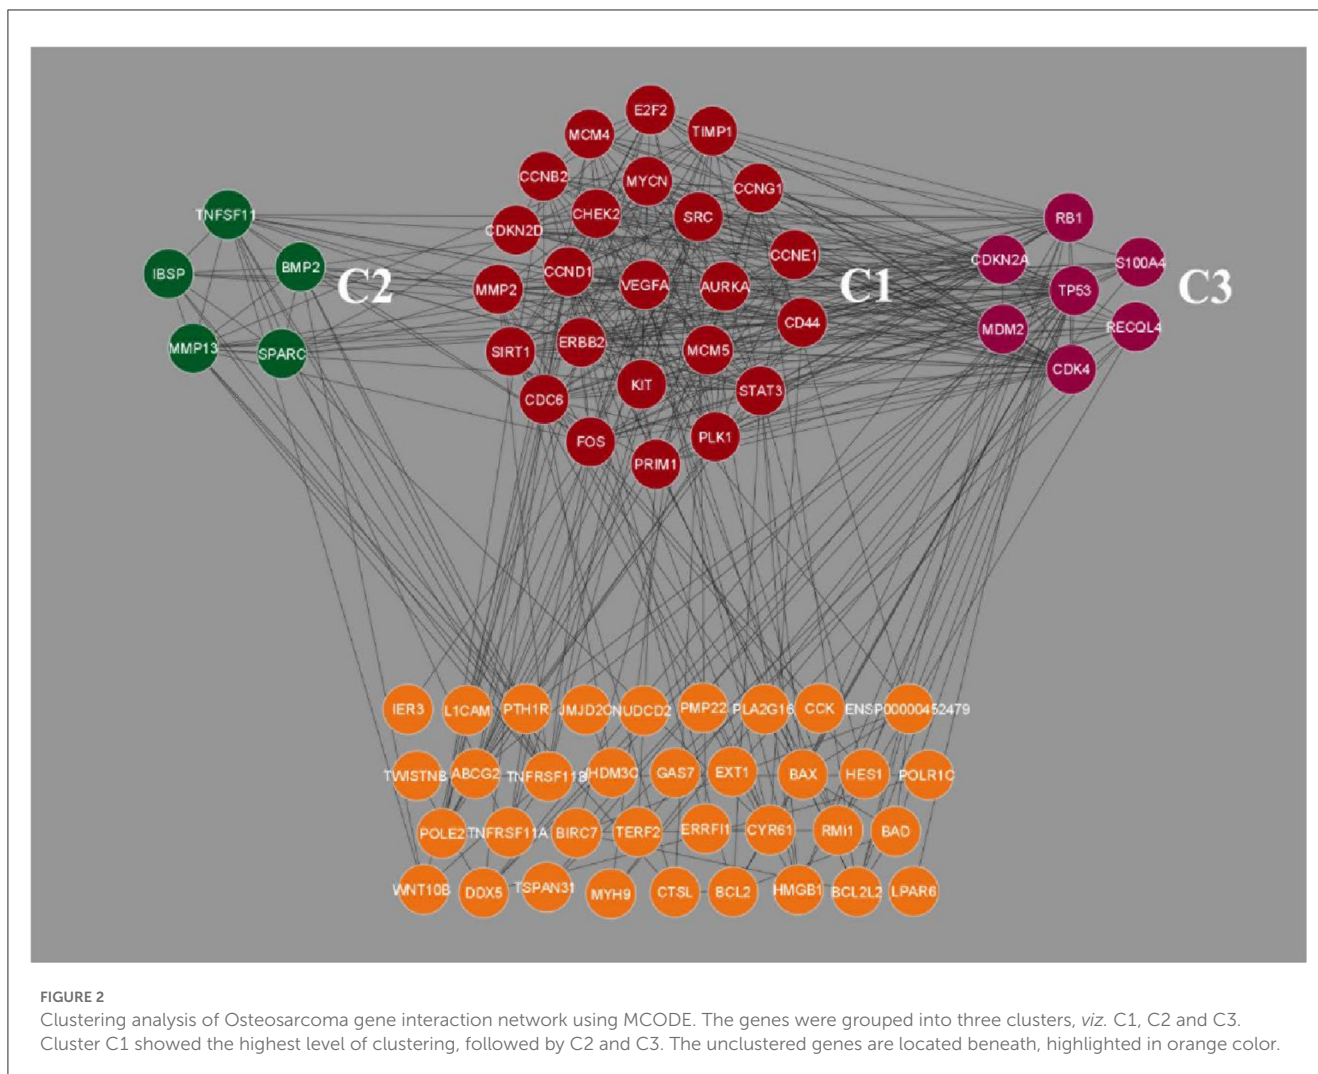 E2F2
MCM4
TIMP1
CCNB2
MYCN
CCNG1
TNFSF11
CHEK2
SRC
RB1
CDKN2D
CCNE1
CDKN2A
S100A4
IBSP
BMP2
C2
CCND1
MMP2
VEGFA
AURKA
C1
TP53
C3
CD44
MDM2
RECQL4
MMP13
SPARC
SIRT1
ERBB2
MCM5
CDK4
KIT
STAT3
CDC6
FOS
PLK1
PRIM1
IER3 L1CAM PTH1R JMJD2C NUDCD2 PMP22 PLA2G16 CCK ENSP00000452479
TWISTNB ABCG2 TNFRSF11B JHDM3C GAS7 EXT1 BAX HES1 POLR1C
POLE2 TNFRSF11A BIRC7 TERF2 ERRFI1 CYR61 RMI1 BAD
WNT10B DDX5 TSPAN31 MYH9 CTSL BCL2 HMGB1 BCL2L2 LPAR6
FIGURE 2
Clustering analysis of Osteosarcoma gene interaction network using MCODE. The genes were grouped into three clusters, viz. C1, C2 and C3.
Cluster C1 showed the highest level of clustering, followed by C2 and C3. The unclustered genes are located beneath, highlighted in orange color.